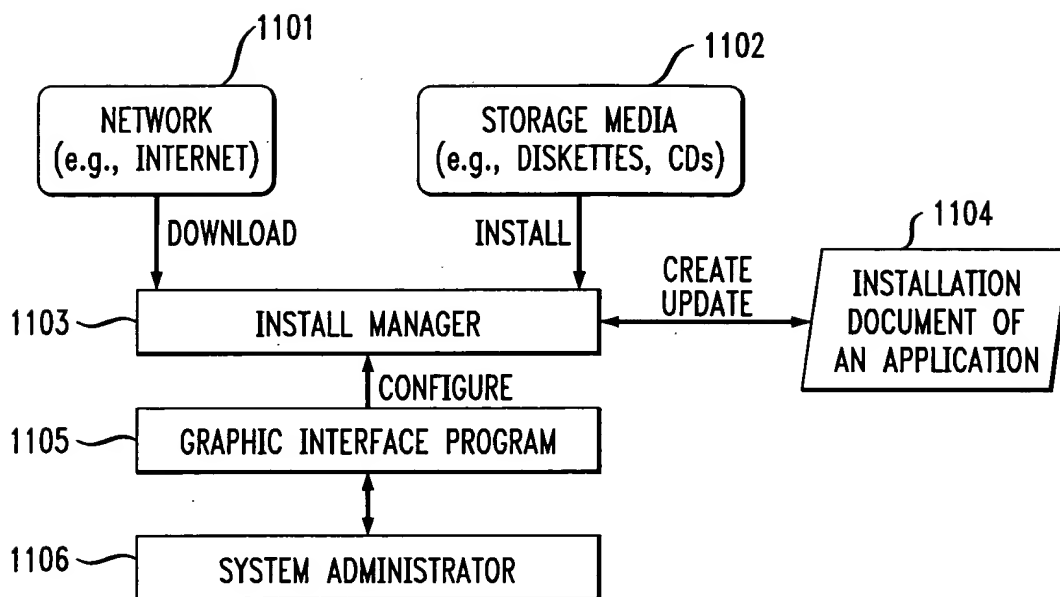 1101
1102
NETWORK
(e.g., INTERNET)
STORAGE MEDIA
(e.g., DISKETTES, CDs)
DOWNLOAD
INSTALL
1104
CREATE
UPDATE
INSTALLATION
DOCUMENT OF
AN APPLICATION
1103
INSTALL MANAGER
CONFIGURE
1105
GRAPHIC INTERFACE PROGRAM
1106
SYSTEM ADMINISTRATOR